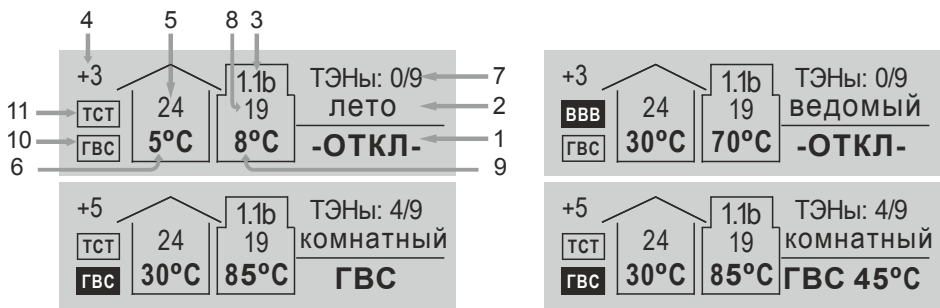 4 5 8 3
+3 1.1b ТЭНы: 0/9 7
11 ТСТ 24 19 лето 2
10 ГВС 5ºC 8ºC -ОТКЛ- 1
6 9
+3 1.1b ТЭНы: 0/9
ВВВ 24 19 ведомый
ГВС 30ºC 70ºC -ОТКЛ-
+5 1.1b ТЭНы: 4/9
ТСТ 24 19 комнатный
ГВС 30ºC 85ºC ГВС
+5 1.1b ТЭНы: 4/9
ТСТ 24 19 комнатный
ГВС 30ºC 85ºC ГВС 45ºC